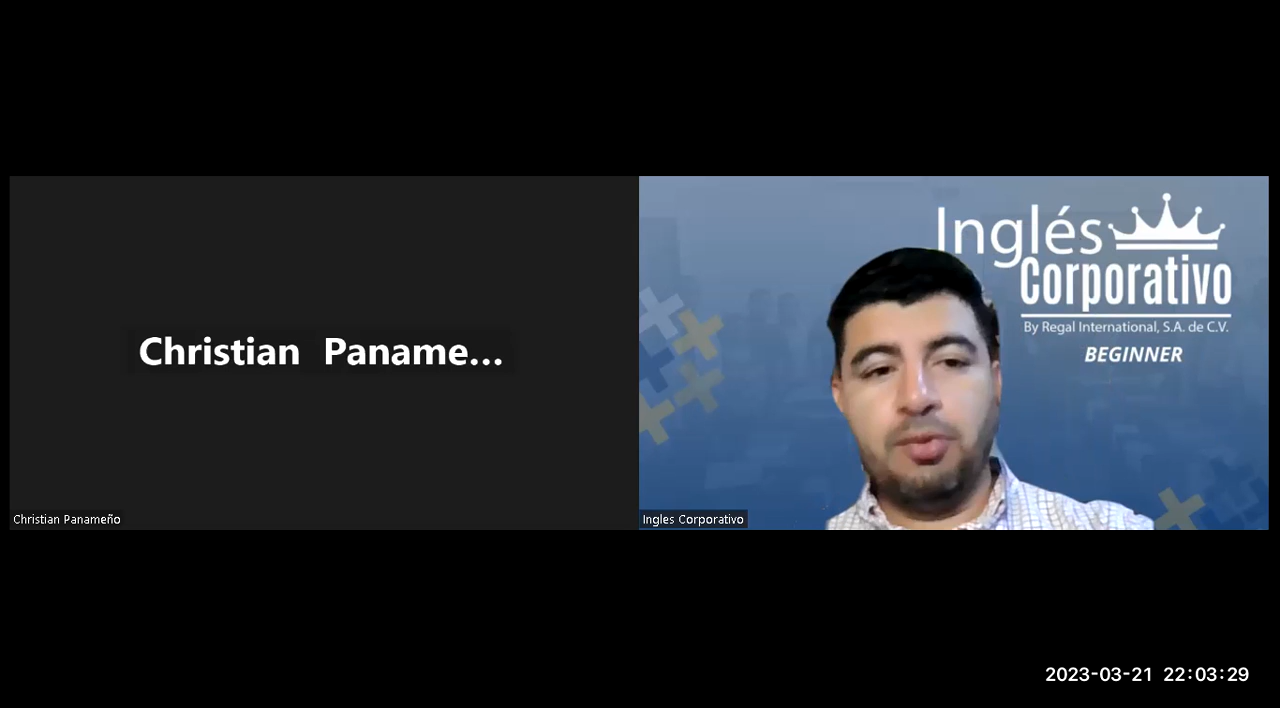 Christian Paname...
Christian Panameño
Inglés
Corporativo
By Regal International, S.A. de C.V.
BEGINNER
Ingles Corporativo
2023-03-21 22:03:29